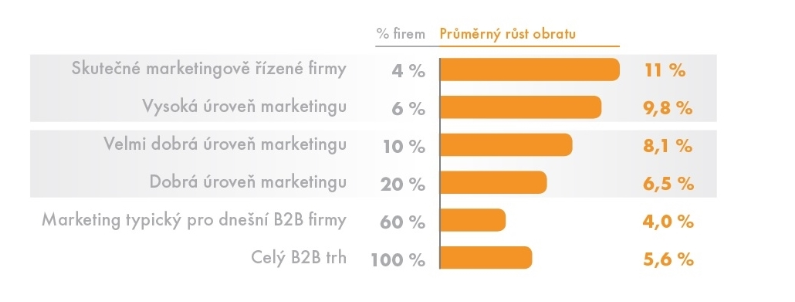 % firem Průměrný růst obratu
Skutečné marketingově řízené firmy 4 % 11 %
Vysoká úroveň marketingu 6 % 9,8 %
Velmi dobrá úroveň marketingu 10 % 8,1 %
Dobrá úroveň marketingu 20 % 6,5 %
Marketing typický pro dnešní B2B firmy 60 % 4,0 %
Celý B2B trh 100 % 5,6 %